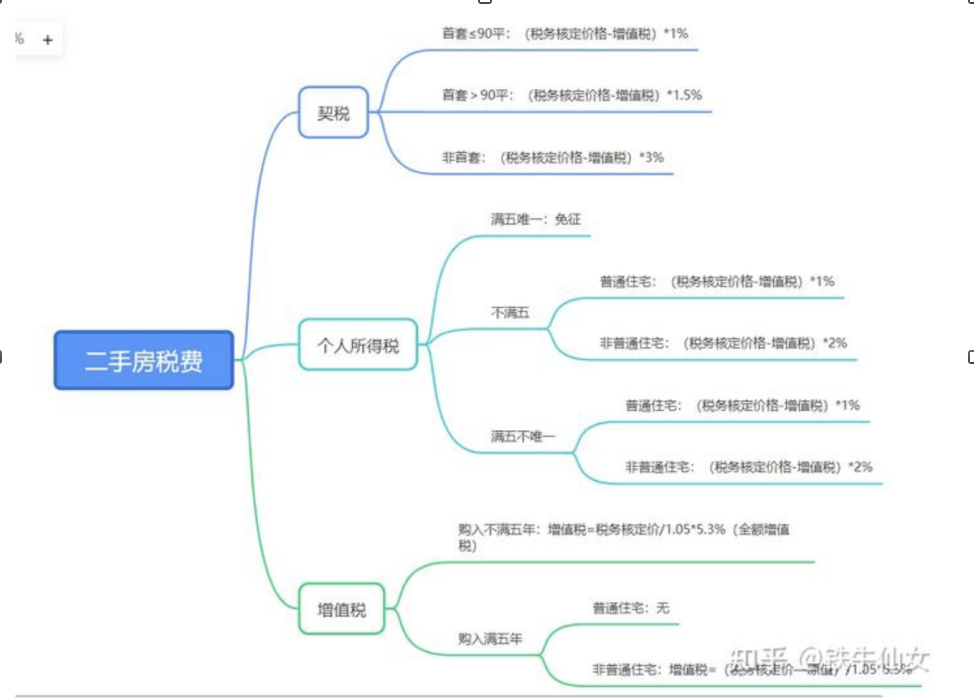 % +
首套≤90平：（税务核定价格-增值税）*1%
首套＞90平：（税务核定价格-增值税）*1.5%
契税
非首套：（税务核定价格-增值税）*3%
满五唯一：免征
普通住宅：（税务核定价格-增值税）*1%
不满五
非普通住宅：（税务核定价格-增值税）*2%
个人所得税
二手房税费
普通住宅：（税务核定价格-增值税）*1%
满五不唯一
非普通住宅：（税务核定价格-增值税）*2%
购入不满五年：增值税=税务核定价/1.05*5.3%（全额增值
税）
增值税
普通住宅：无
购入满五年
非普通住宅：增值税=（税务核定价—原值）/1.05*5.3%
知乎 @铁牛仙女